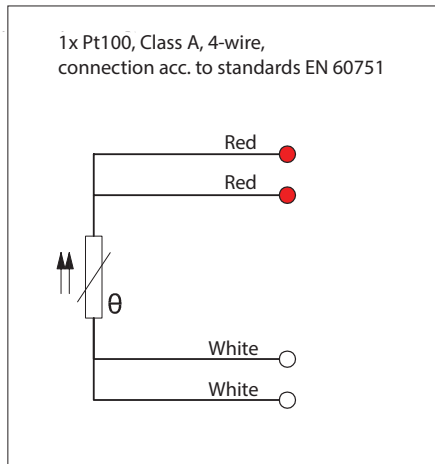 1x Pt100, Class A, 4-wire,
connection acc. to standards EN 60751
Red
Red
θ
White
White